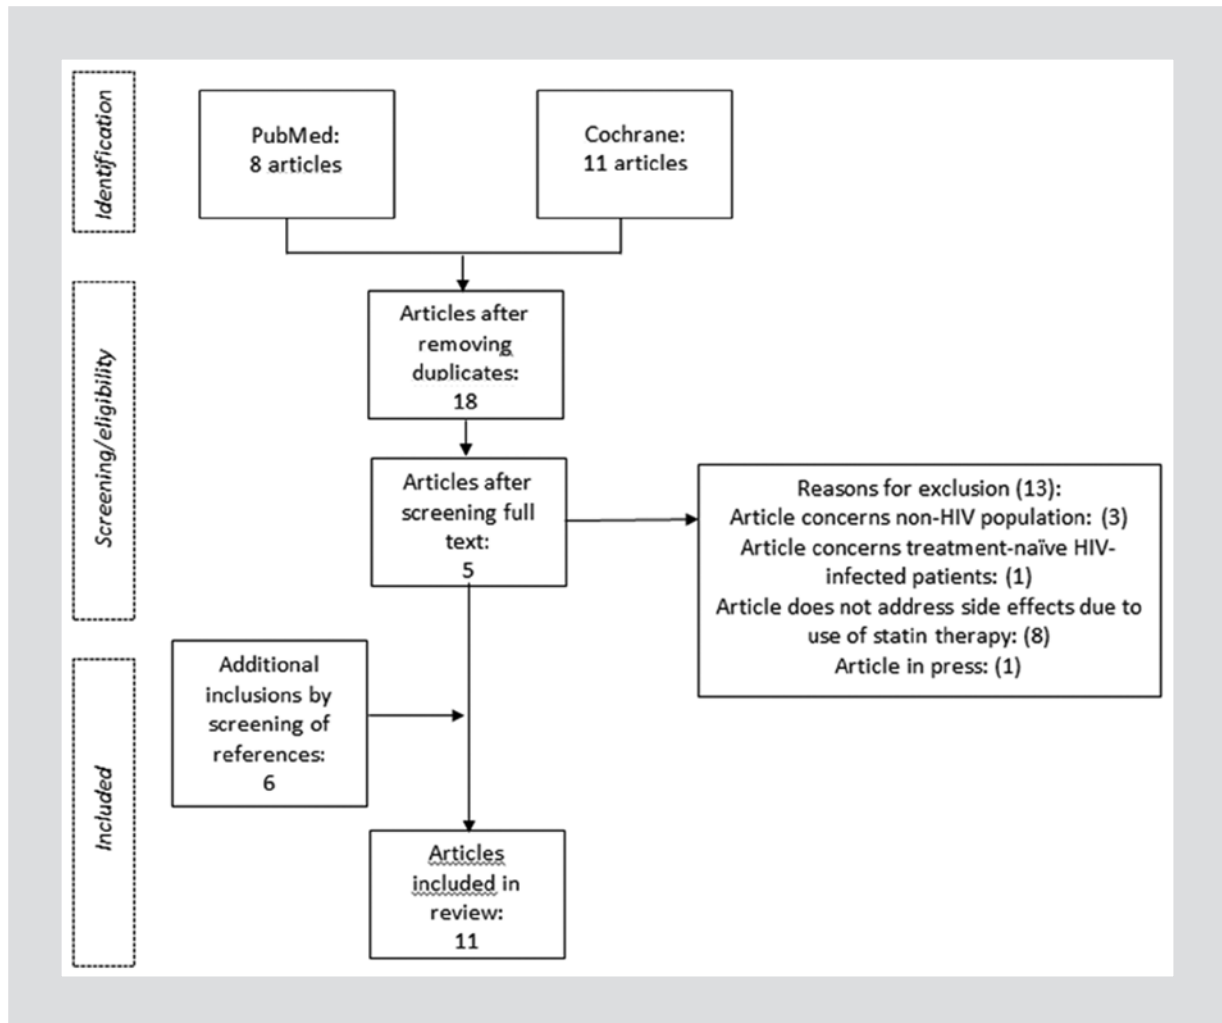 Identification
PubMed:
8 articles
Cochrane:
11 articles
Screening/eligibility
Articles after
removing
duplicates:
18
Articles after
screening full
text:
5
Reasons for exclusion (13):
Article concerns non-HIV population: (3)
Article concerns treatment-naïve HIV-
infected patients: (1)
Article does not address side effects due to
use of statin therapy: (8)
Article in press: (1)
Included
Additional
inclusions by
screening of
references:
6
Articles
included in
review:
11